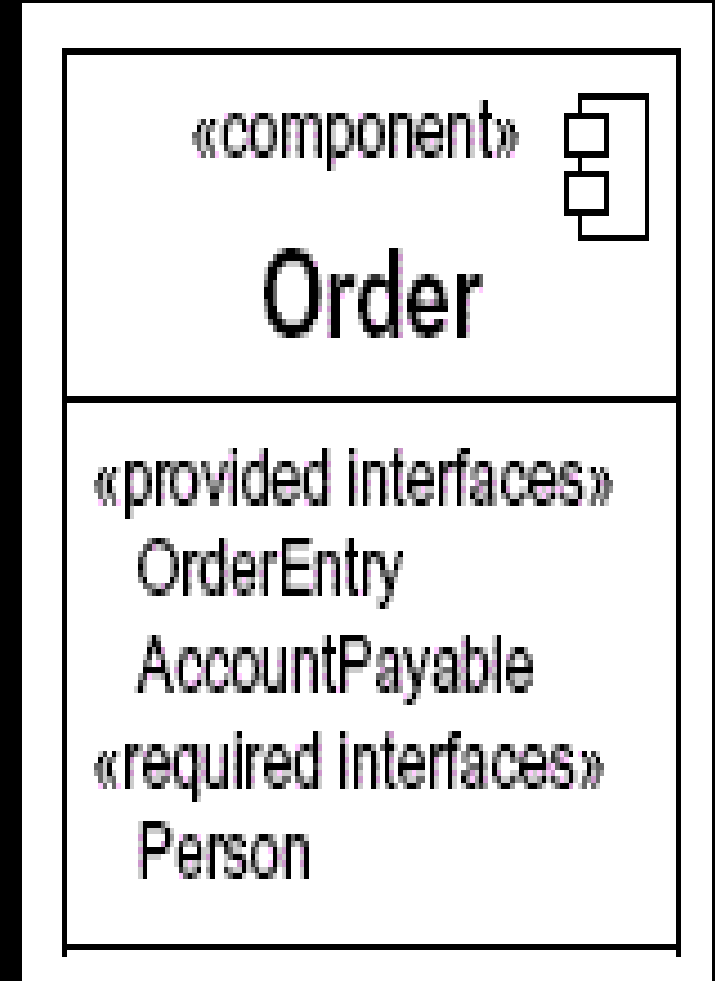 «component»
Order
«provided interfaces»
OrderEntry
AccountPayable
«required interfaces»
Person